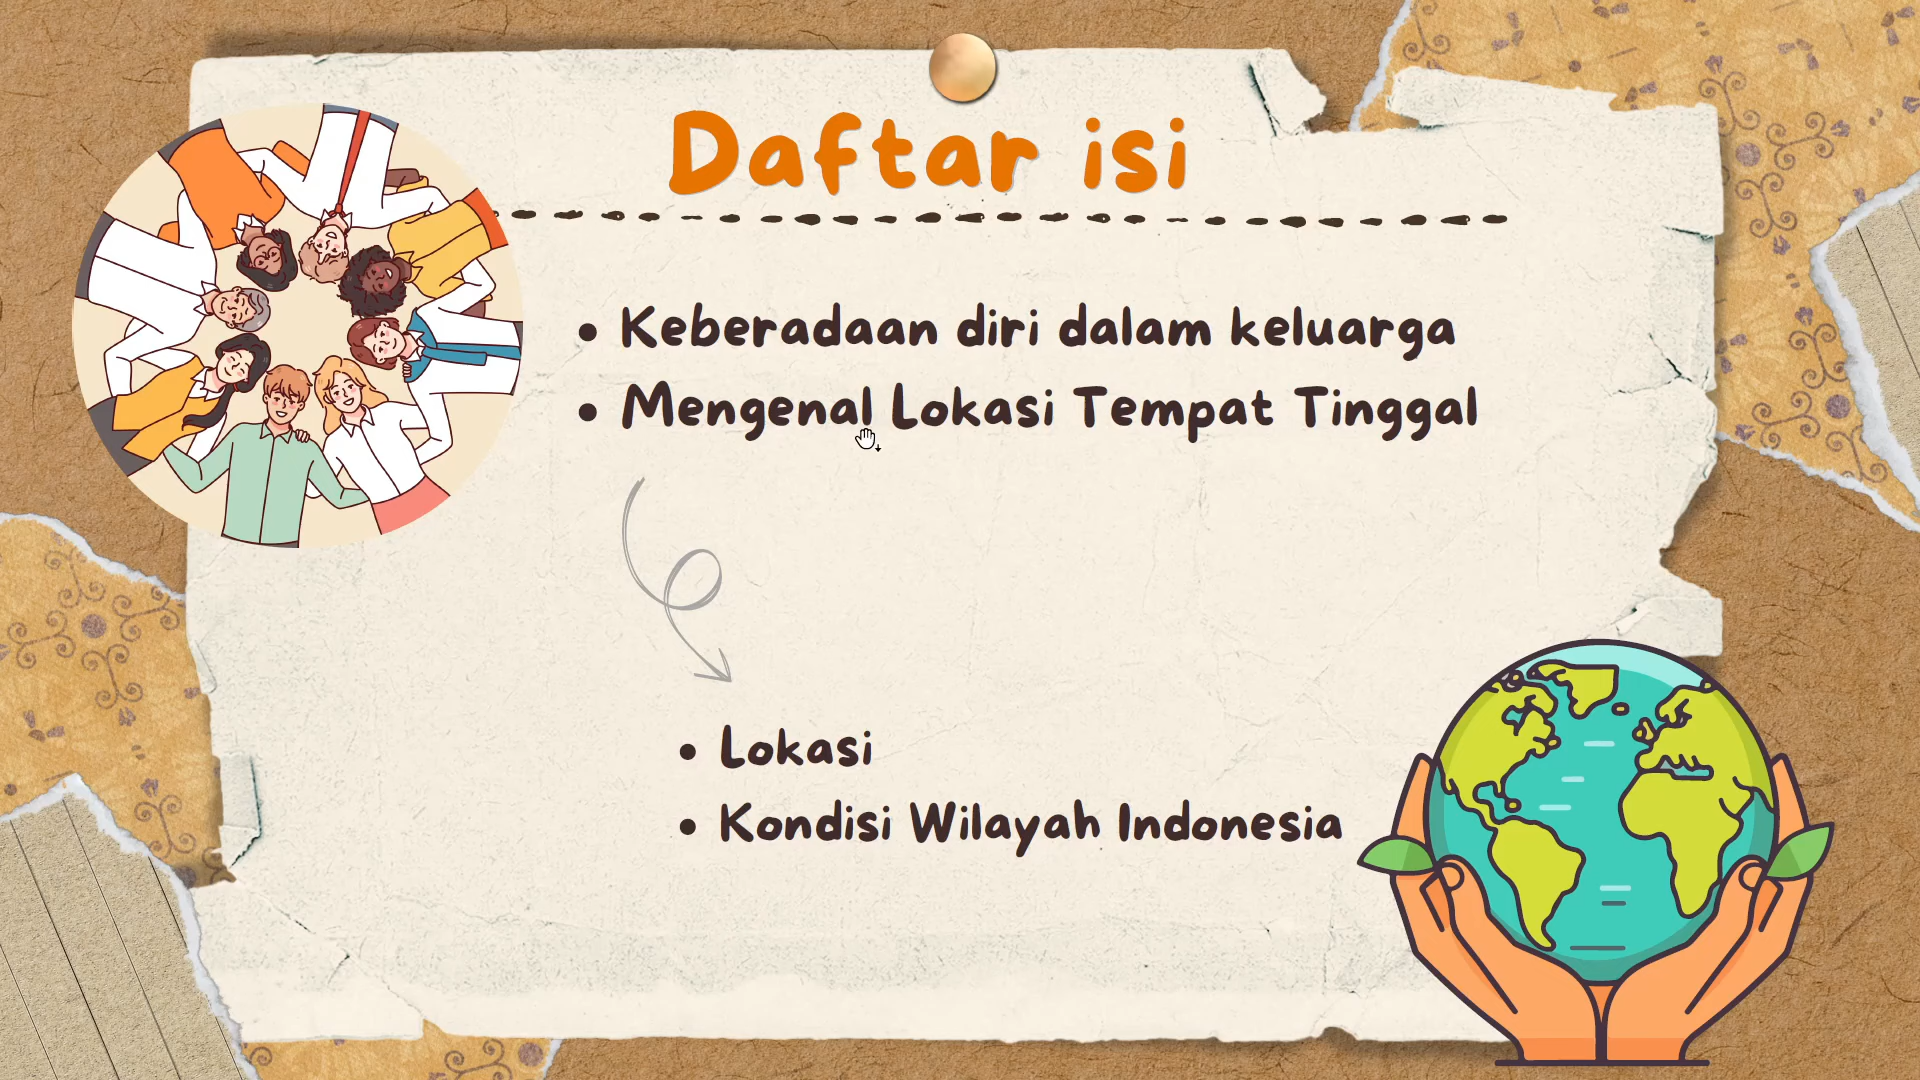 Daftar isi
• Keberadaan diri dalam keluarga
• Mengenal Lokasi Tempat Tinggal
• Lokasi
• Kondisi Wilayah Indonesia